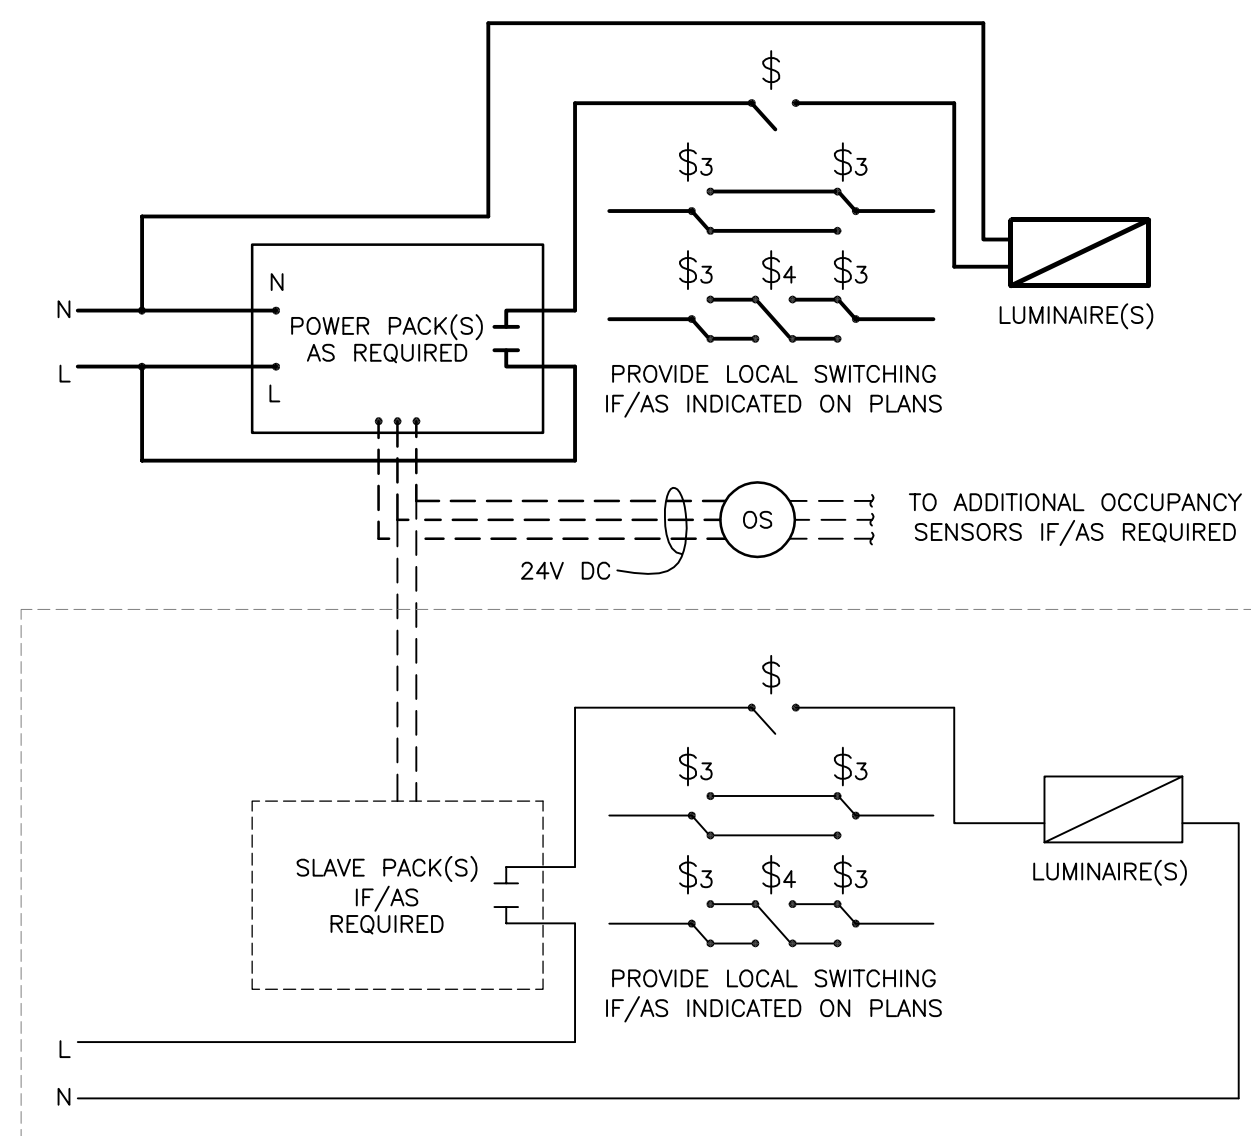 $
$3 $3
$3 $4 $3
N
N
POWER PACK(S)
AS REQUIRED
L
L
LUMINAIRE(S)
PROVIDE LOCAL SWITCHING
IF/AS INDICATED ON PLANS
OS
TO ADDITIONAL OCCUPANCY
SENSORS IF/AS REQUIRED
24V DC
$
$3 $3
$3 $4 $3
SLAVE PACK(S)
IF/AS
REQUIRED
LUMINAIRE(S)
PROVIDE LOCAL SWITCHING
IF/AS INDICATED ON PLANS
L
N